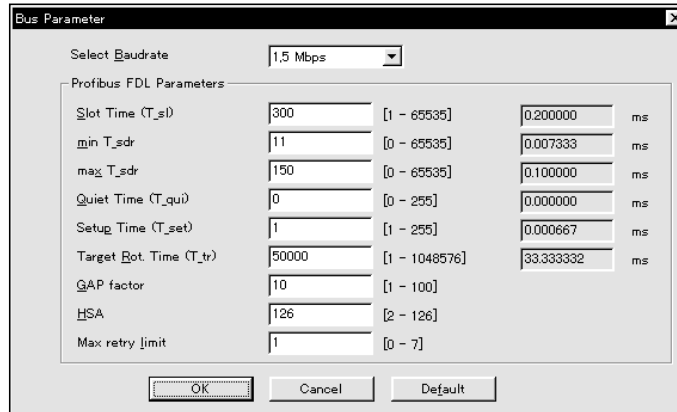 Bus Parameter
Select Baudrate 1,5 Mbps
Profibus FDL Parameters
Slot Time (T_sl) 300 [1 - 65535] 0.200000 ms
min T_sdr 11 [0 - 65535] 0.007333 ms
max T_sdr 150 [0 - 65535] 0.100000 ms
Quiet Time (T_qui) 0 [0 - 255] 0.000000 ms
Setup Time (T_set) 1 [1 - 255] 0.000667 ms
Target Rot. Time (T_tr) 50000 [1 - 1048576] 33.333332 ms
GAP factor 10 [1 - 100]
HSA 126 [2 - 126]
Max retry limit 1 [0 - 7]
OK Cancel Default